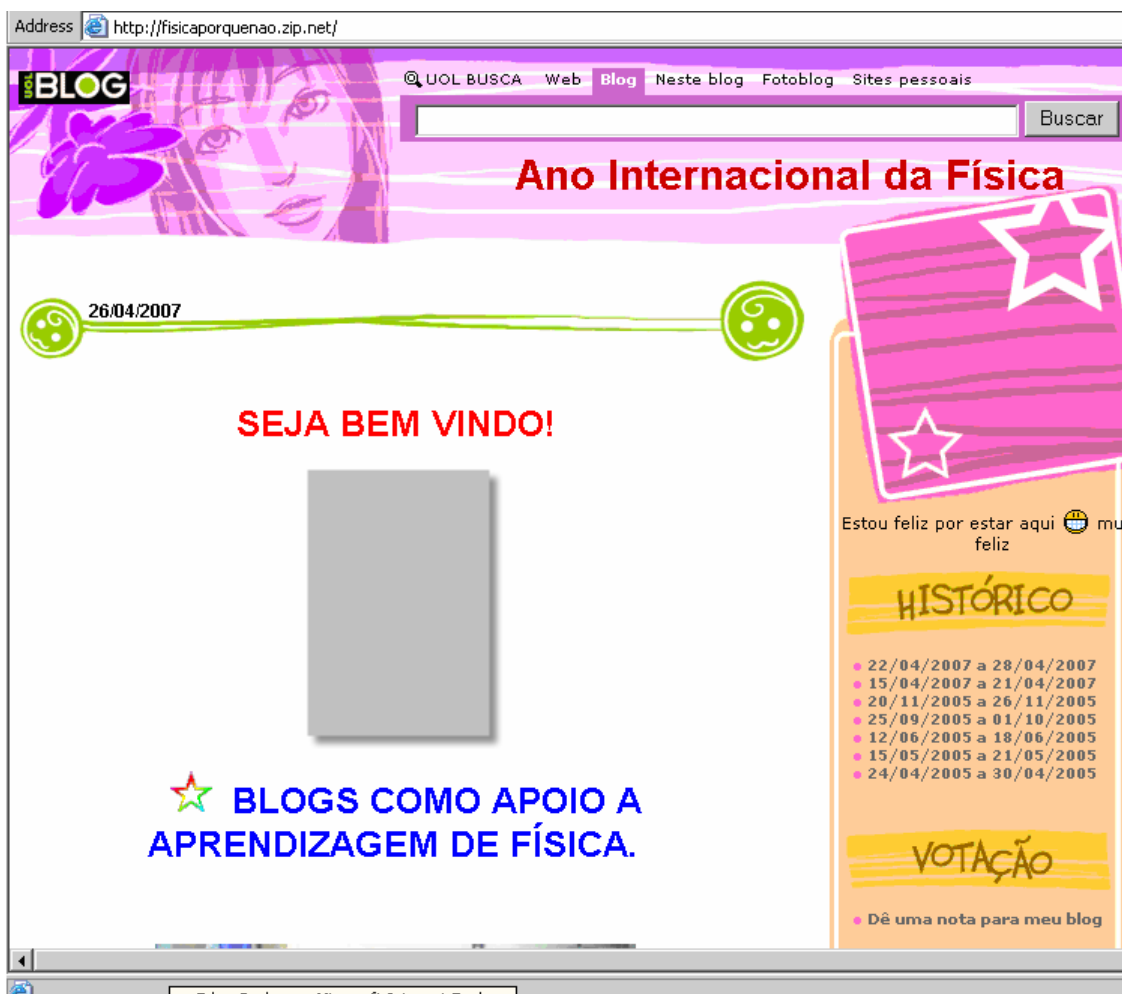 Address http://fisicaporquenao.zip.net/
UOL BLOG
UOL BUSCA Web Blog Neste blog Fotoblog Sites pessoais
Buscar
Ano Internacional da Física
26/04/2007
SEJA BEM VINDO!
BLOGS COMO APOIO A
APRENDIZAGEM DE FÍSICA.
Estou feliz por estar aqui
feliz
HISTÓRICO
22/04/2007 a 28/04/2007
15/04/2007 a 21/04/2007
20/11/2005 a 26/11/2005
25/09/2005 a 01/10/2005
12/06/2005 a 18/06/2005
15/05/2005 a 21/05/2005
24/04/2005 a 30/04/2005
VOTAÇÃO
Dê uma nota para meu blog